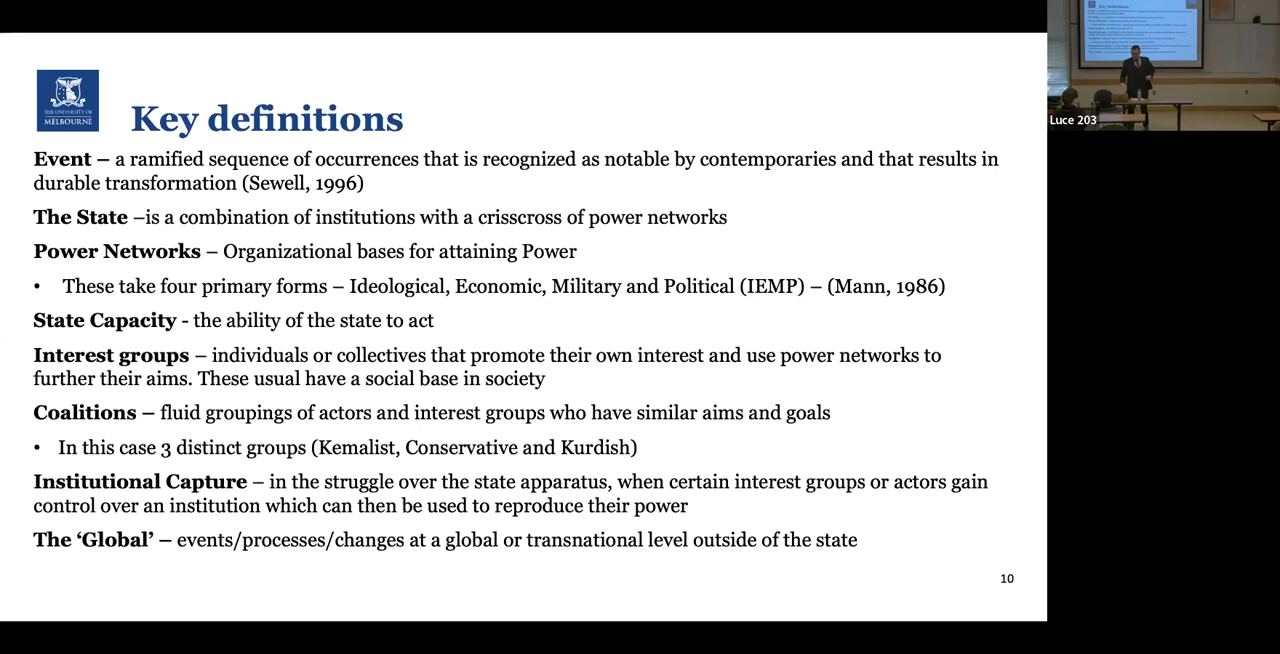 THE UNIVERSITY OF
MELBOURNE
Key definitions
Event – a ramified sequence of occurrences that is recognized as notable by contemporaries and that results in
durable transformation (Sewell, 1996)
The State –is a combination of institutions with a crisscross of power networks
Power Networks – Organizational bases for attaining Power
• These take four primary forms – Ideological, Economic, Military and Political (IEMP) – (Mann, 1986)
State Capacity - the ability of the state to act
Interest groups – individuals or collectives that promote their own interest and use power networks to
further their aims. These usual have a social base in society
Coalitions – fluid groupings of actors and interest groups who have similar aims and goals
• In this case 3 distinct groups (Kemalist, Conservative and Kurdish)
Institutional Capture – in the struggle over the state apparatus, when certain interest groups or actors gain
control over an institution which can then be used to reproduce their power
The ‘Global’ – events/processes/changes at a global or transnational level outside of the state
10
Key definitions
Luce 203